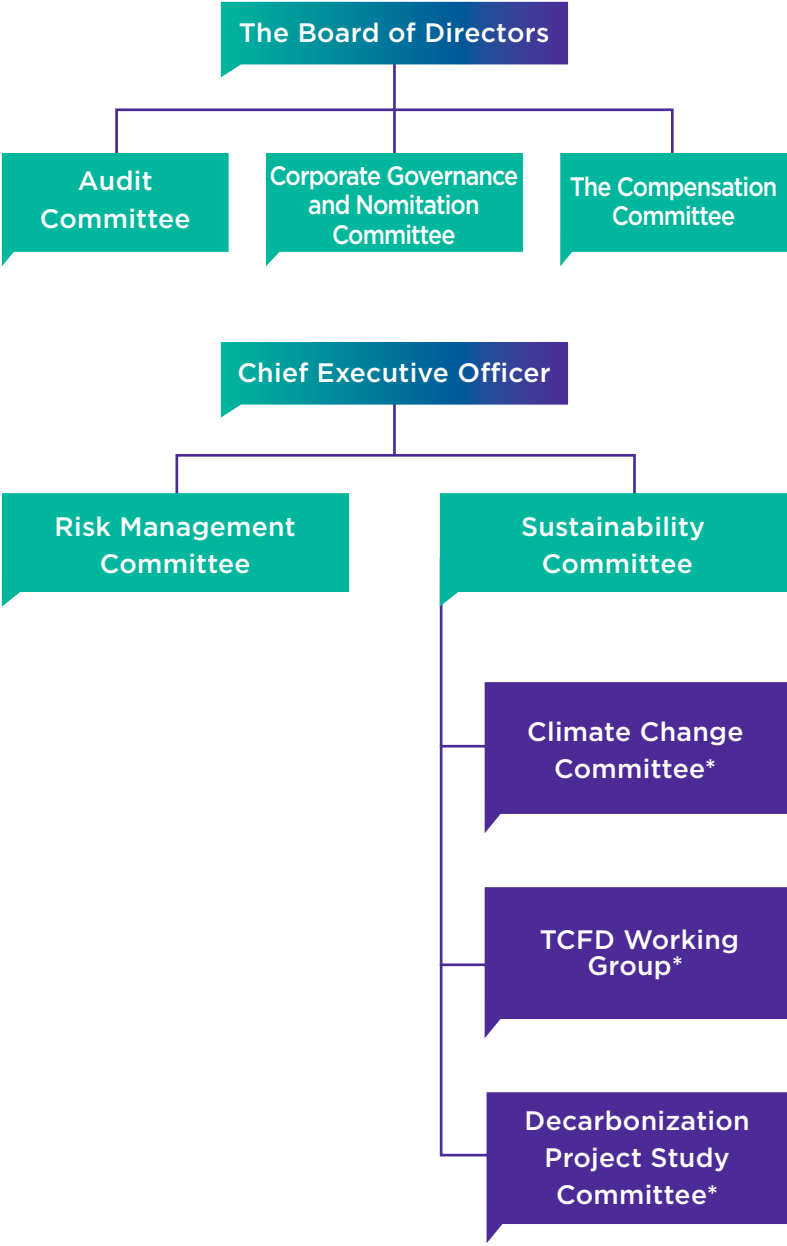 The Board of Directors
Audit
Committee
Corporate Governance
and Nomitation
Committee
The Compensation
Committee
Chief Executive Officer
Risk Management
Committee
Sustainability
Committee
Climate Change
Committee*
TCFD Working
Group*
Decarbonization
Project Study
Committee*